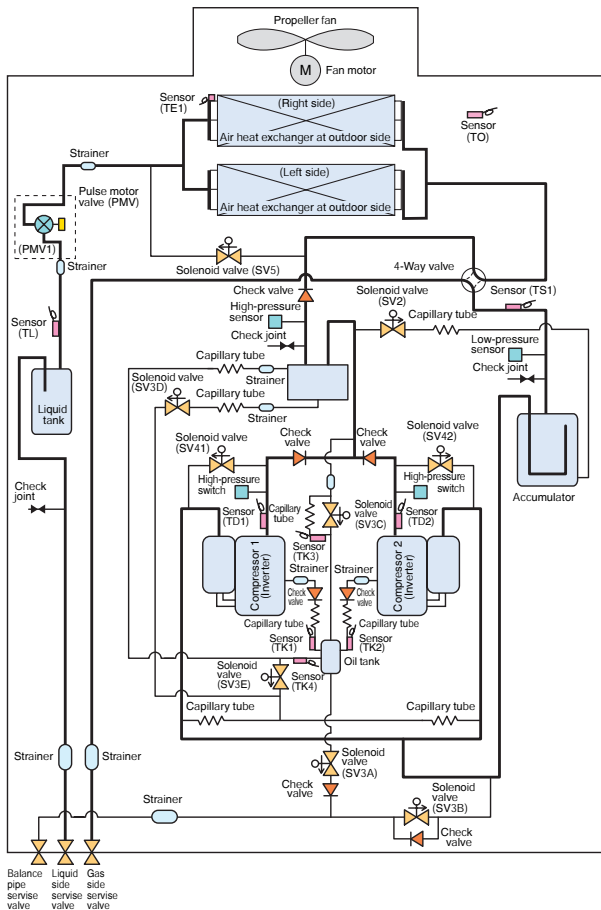 Propeller fan
M
Fan motor
Sensor
(TE1)
(Right side)
Air heat exchanger at outdoor side
Sensor
(TO)
Strainer
(Left side)
Air heat exchanger at outdoor side
Pulse motor
valve (PMV)
(PMV1)
Strainer
Solenoid valve (SV5)
4-Way valve
Check valve
Solenoid valve
(SV2)
Sensor (TS1)
High-pressure
sensor
Capillary tube
Sensor
(TL)
Check joint
Low-pressure
sensor
Capillary tube
Check joint
Solenoid valve
(SV3D)
Strainer
Capillary tube
Liquid
tank
Strainer
Solenoid valve
(SV41)
Check
valve
Check
valve
Solenoid valve
(SV42)
High-pressure
switch
High-pressure
switch
Accumulator
Check
joint
Sensor
(TD1)
Capillary
tube
Solenoid
valve
(SV3C)
Sensor
(TD2)
Sensor
(TK3)
Compressor 1
(Inverter)
Strainer
Strainer
Compressor 2
(Inverter)
Check
valve
Check
valve
Capillary tube
Capillary tube
Sensor
(TK1)
Sensor
(TK2)
Oil tank
Solenoid
valve
(SV3E)
Sensor
(TK4)
Capillary tube
Capillary tube
Strainer
Strainer
Solenoid
valve
(SV3A)
Check
valve
Solenoid
valve
(SV3B)
Strainer
Check
valve
Balance
pipe
servise
valve
Liquid
side
servise
valve
Gas
side
servise
valve